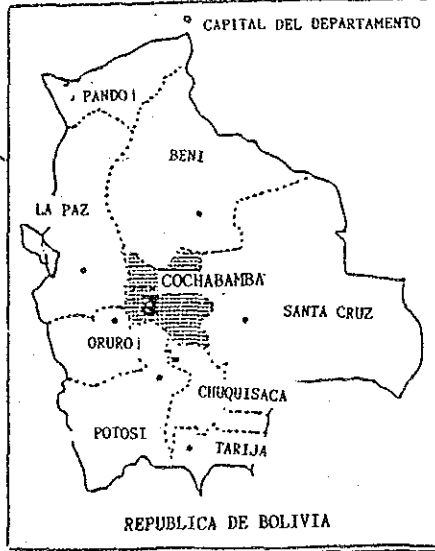 CAPITAL DEL DEPARTAMENTO
PANDO
BENI
LA PAZ
COCHABAMBA
SANTA CRUZ
ORURO
CHUQUISACA
POTOSI
TARIJA
REPUBLICA DE BOLIVIA